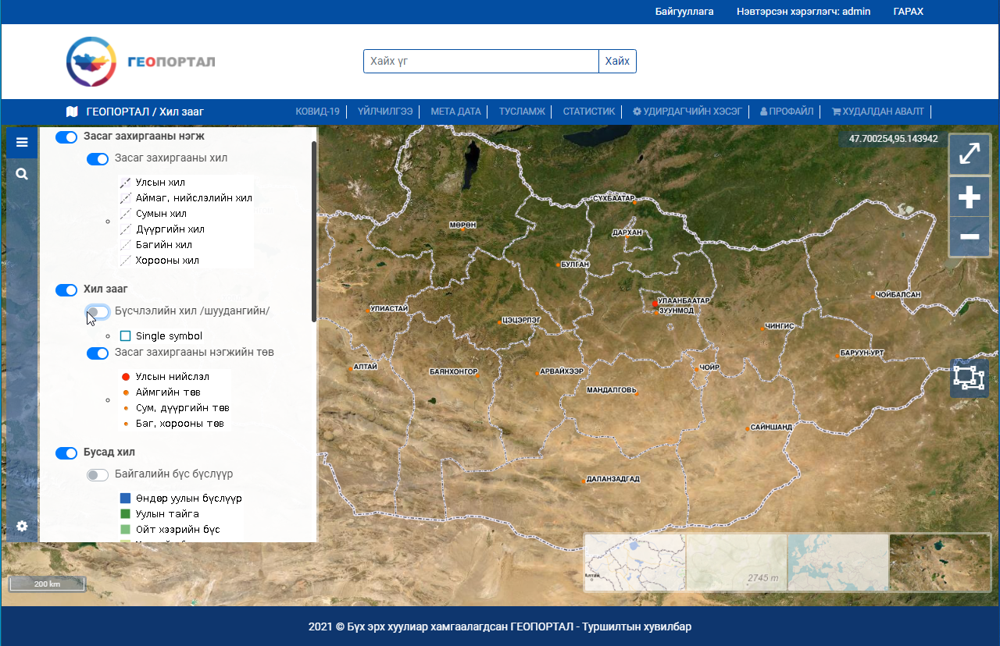 Байгууллага Нэвтэрсэн хэрэглэгч: admin ГАРАХ
ГЕОПОРТАЛ
Хайх үг Хайх
ГЕОПОРТАЛ / Хил зааг КОВИД-19 ҮЙЛЧИЛГЭЭ МЕТА ДАТА ТУСЛАМЖ СТАТИСТИК УДИРДАГЧИЙН ХЭСЭГ ПРОФАЙЛ ХУДАЛДАН АВАЛТ
Засаг захиргааны нэгж
Засаг захиргааны хил
Улсын хил
Аймаг, нийслэлийн хил
Сумын хил
Дүүргийн хил
Багийн хил
Хорооны хил
Хил зааг
Бүсчлэлийн хил /шуудангийн/
Single symbol
Засаг захиргааны нэгжийн төв
Улсын нийслэл
Аймгийн төв
Сум, дүүргийн төв
Баг, хорооны төв
Бусад хил
Байгалийн бүс бүслүүр
Өндөр уулын бүслүүр
Уулын тайга
Ойт хээрийн бүс
47.700254,95.143942
СҮХБААТАР
МӨРӨН
ДАРХАН
БУЛГАН
ЧОЙБАЛСАН
УЛААНБААТАР
УЛИАСТАЙ
ЗУУНМОД
ЦЭЦЭРЛЭГ
ЧИНГИС
БАРУУН-УРТ
АЛТАЙ
БАЯНХОНГОР
АРВАЙХЭЭР
ЧОЙР
МАНДАЛГОВЬ
САЙНШАНД
ДАЛАНЗАДГАД
Алтай
2745 m
200 km
2021 © Бүх эрх хуулиар хамгаалагдсан ГЕОПОРТАЛ - Туршилтын хувилбар